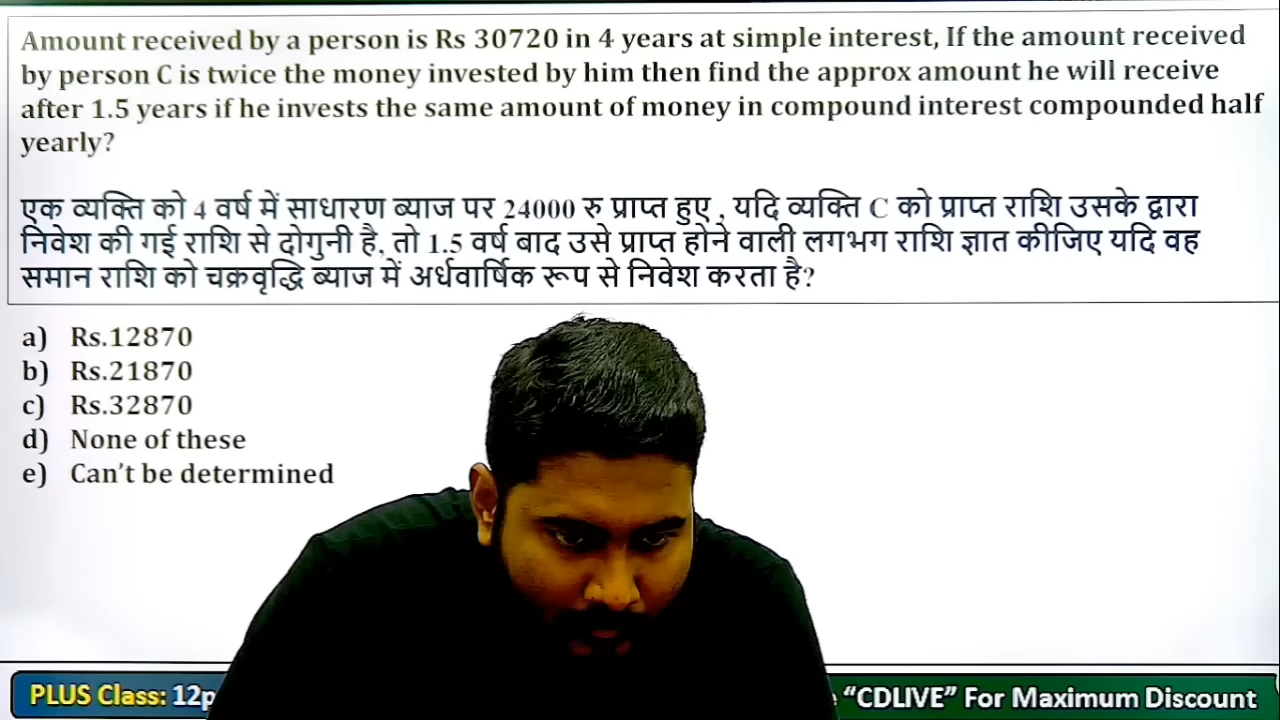 Amount received by a person is Rs 30720 in 4 years at simple interest, If the amount received
by person C is twice the money invested by him then find the approx amount he will receive
after 1.5 years if he invests the same amount of money in compound interest compounded half
yearly?
एक व्यक्ति को 4 वर्ष में साधारण ब्याज पर 24000 रु प्राप्त हुए , यदि व्यक्ति C को प्राप्त राशि उसके द्वारा
निवेश की गई राशि से दोगुनी है, तो 1.5 वर्ष बाद उसे प्राप्त होने वाली लगभग राशि ज्ञात कीजिए यदि वह
समान राशि को चक्रवृद्धि ब्याज में अर्धवार्षिक रूप से निवेश करता है?
a) Rs.12870
b) Rs.21870
c) Rs.32870
d) None of these
e) Can't be determined
PLUS Class: 12p
“CDLIVE” For Maximum Discount